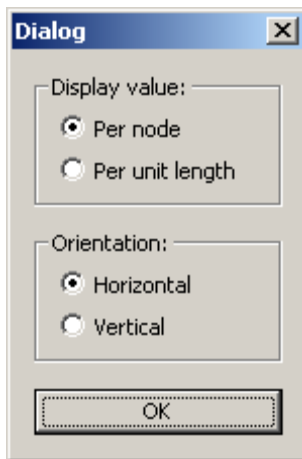 Dialog
Display value:
Per node
Per unit length
Orientation:
Horizontal
Vertical
OK